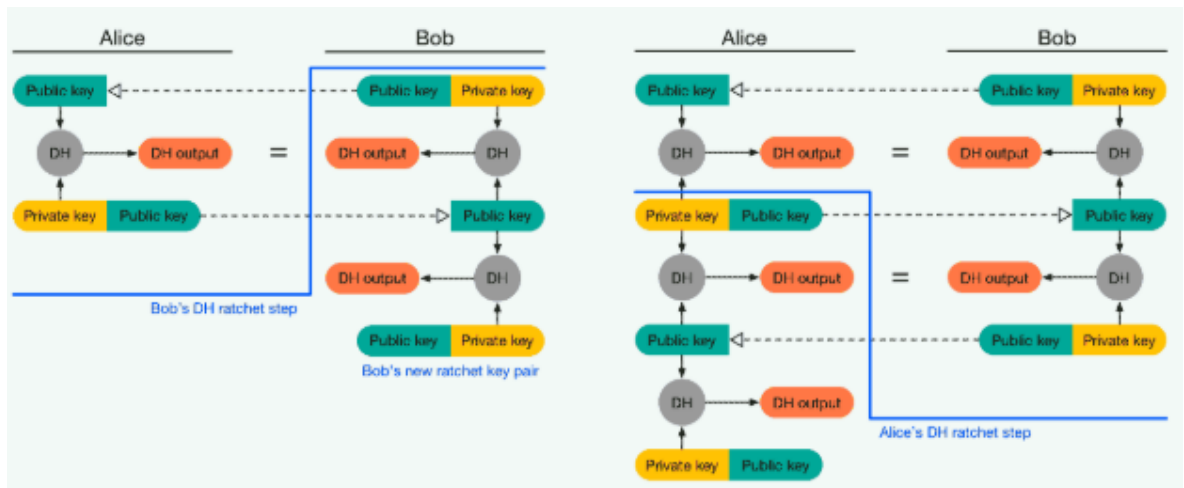 Alice Bob
Public key Public key Private key
DH DH output = DH output DH
Private key Public key Public key
DH output DH
Bob's DH ratchet step
Public key Private key
Bob's new ratchet key pair
Alice Bob
Public key Public key Private key
DH DH output = DH output DH
Private key Public key Public key
DH DH output = DH output DH
Public key Public key Private key
DH DH output
Alice's DH ratchet step
Private key Public key